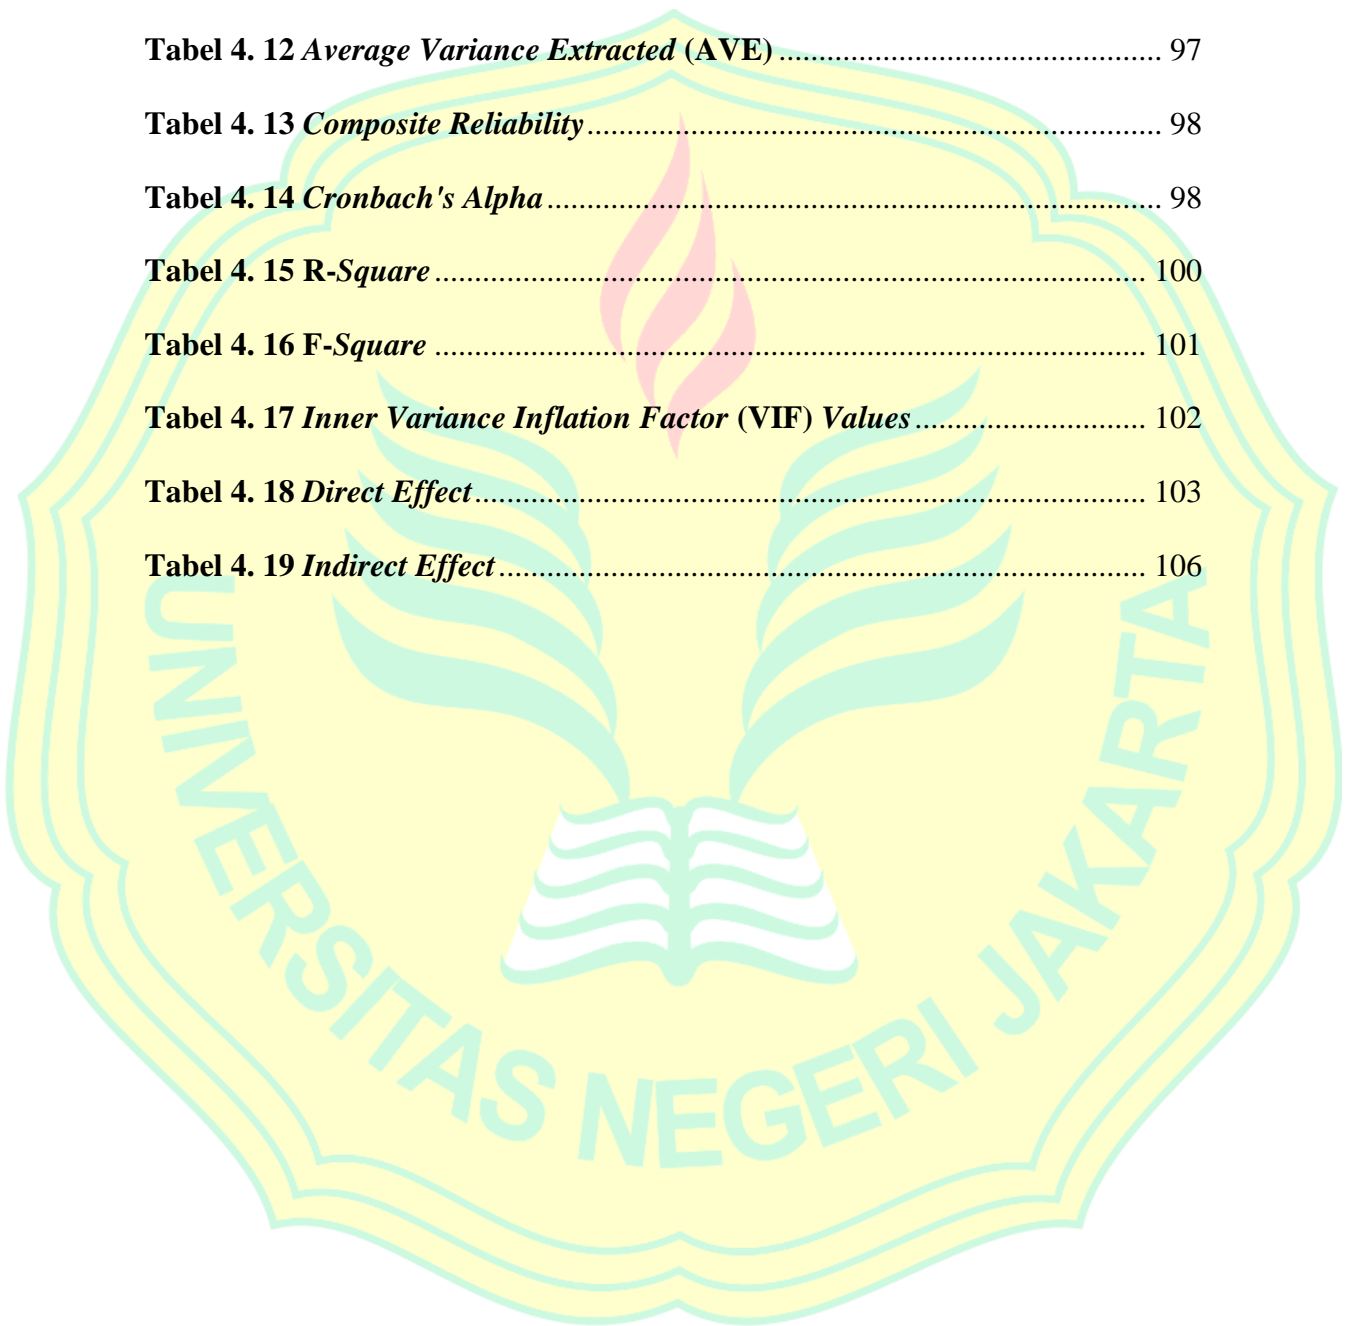 Tabel 4. 12 Average Variance Extracted (AVE) ................................................ 97
Tabel 4. 13 Composite Reliability ........................................................................ 98
Tabel 4. 14 Cronbach's Alpha ............................................................................. 98
Tabel 4. 15 R-Square ......................................................................................... 100
Tabel 4. 16 F-Square ......................................................................................... 101
Tabel 4. 17 Inner Variance Inflation Factor (VIF) Values ............................. 102
Tabel 4. 18 Direct Effect .................................................................................... 103
Tabel 4. 19 Indirect Effect ................................................................................. 106
UNIVERSITAS NEGERI JAKARTA